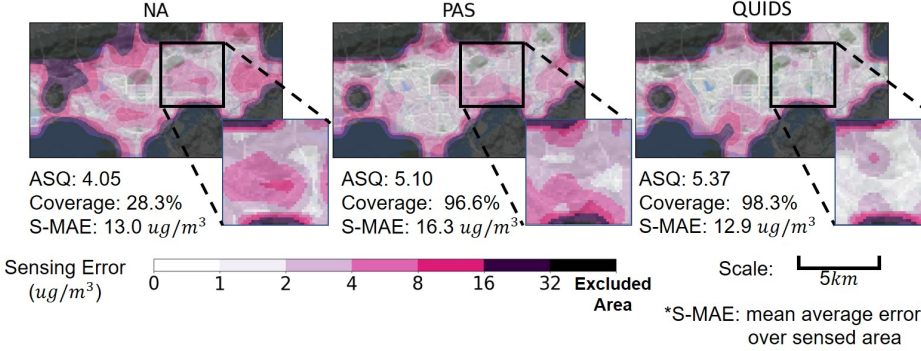 NA
PAS
QUIDS
ASQ: 4.05
Coverage: 28.3%
S-MAE: 13.0 ug/m³
ASQ: 5.10
Coverage: 96.6%
S-MAE: 16.3 ug/m³
ASQ: 5.37
Coverage: 98.3%
S-MAE: 12.9 ug/m³
Sensing Error
(ug/m³)
0 1 2 4 8 16 32 Excluded
Area
Scale:
5km
*S-MAE: mean average error
over sensed area